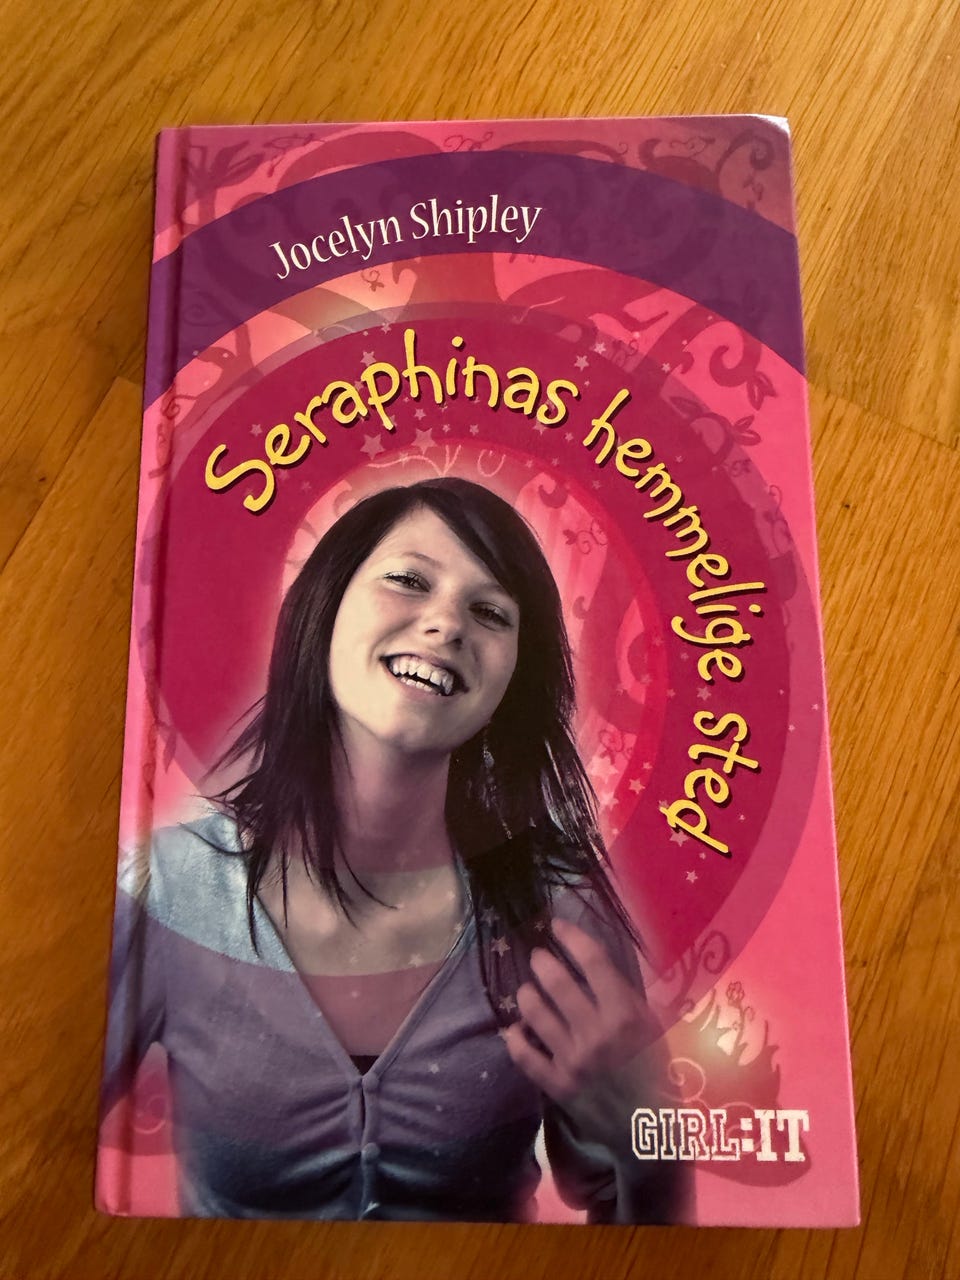 Jocelyn Shipley
Seraphinas hemmelige sted
GIRL:IT